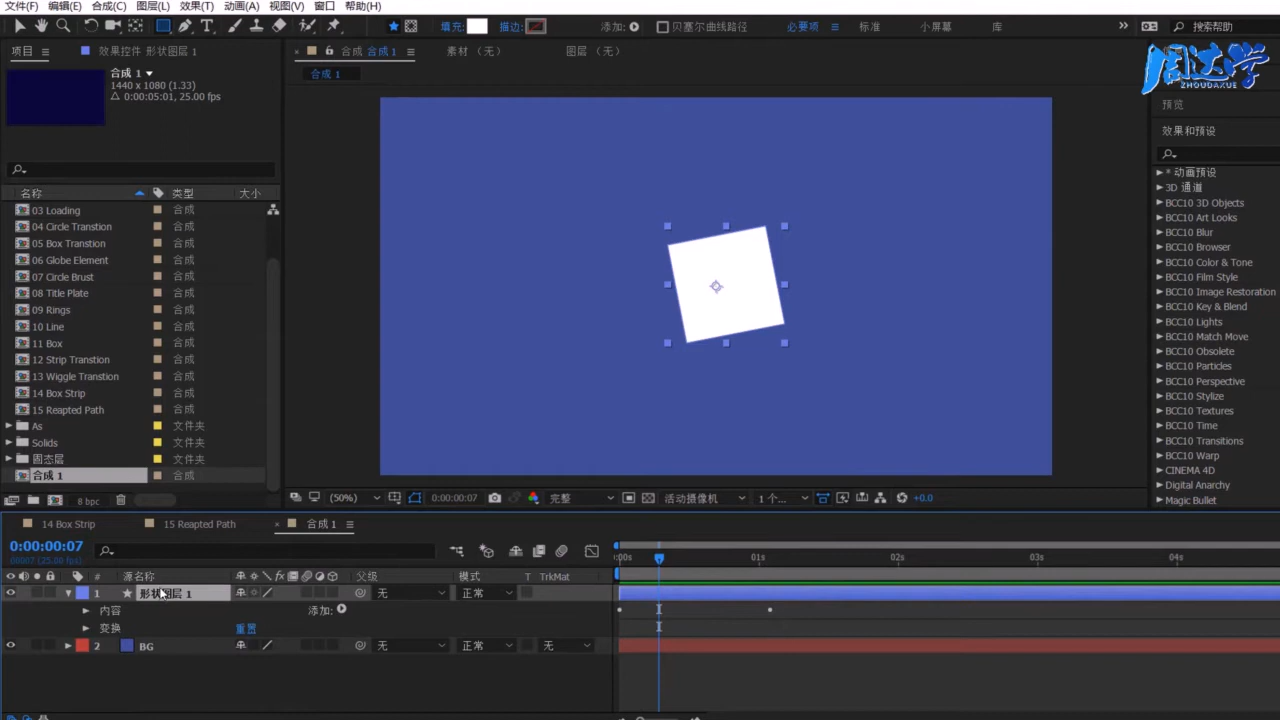 文件(F) 编辑(E) 合成(C) 图层(L) 效果(T) 动画(A) 视图(V) 窗口 帮助(H)
填充: 描边: 添加: 贝塞尔曲线路径 必要项 标准 小屏幕 库 搜索帮助
项目 效果控件 形状图层 1
合成 合成 1 素材 (无) 图层 (无)
周达学
ZHOUDAXUE
合成 1
合成 1
1440 x 1080 (1.33)
Δ 0:00:05:01, 25.00 fps
预览
效果和预设
名称 类型 大小
03 Loading 合成
04 Circle Transtion 合成
05 Box Transtion 合成
06 Globe Element 合成
07 Circle Brust 合成
08 Title Plate 合成
09 Rings 合成
10 Line 合成
11 Box 合成
12 Strip Transtion 合成
13 Wiggle Transtion 合成
14 Box Strip 合成
15 Reapted Path 合成
As 文件夹
Solids 文件夹
固态层 文件夹
合成 1 合成
8 bpc
* 动画预设
3D 通道
BCC10 3D Objects
BCC10 Art Looks
BCC10 Blur
BCC10 Browser
BCC10 Color & Tone
BCC10 Film Style
BCC10 Image Restoration
BCC10 Key & Blend
BCC10 Lights
BCC10 Match Move
BCC10 Obsolete
BCC10 Particles
BCC10 Perspective
BCC10 Stylize
BCC10 Textures
BCC10 Time
BCC10 Transitions
BCC10 Warp
CINEMA 4D
Digital Anarchy
Magic Bullet
(50%) 0:00:00:07 完整 活动摄像机 1 个... +0.0
14 Box Strip 15 Reapted Path 合成 1
0:00:00:07
00007 (25.00 fps)
:00s 01s 02s 03s 04s
# 源名称 fx 父级 模式 T TrkMat
1 形状图层 1 无 正常
内容 添加:
变换 重置
2 BG 无 正常 无